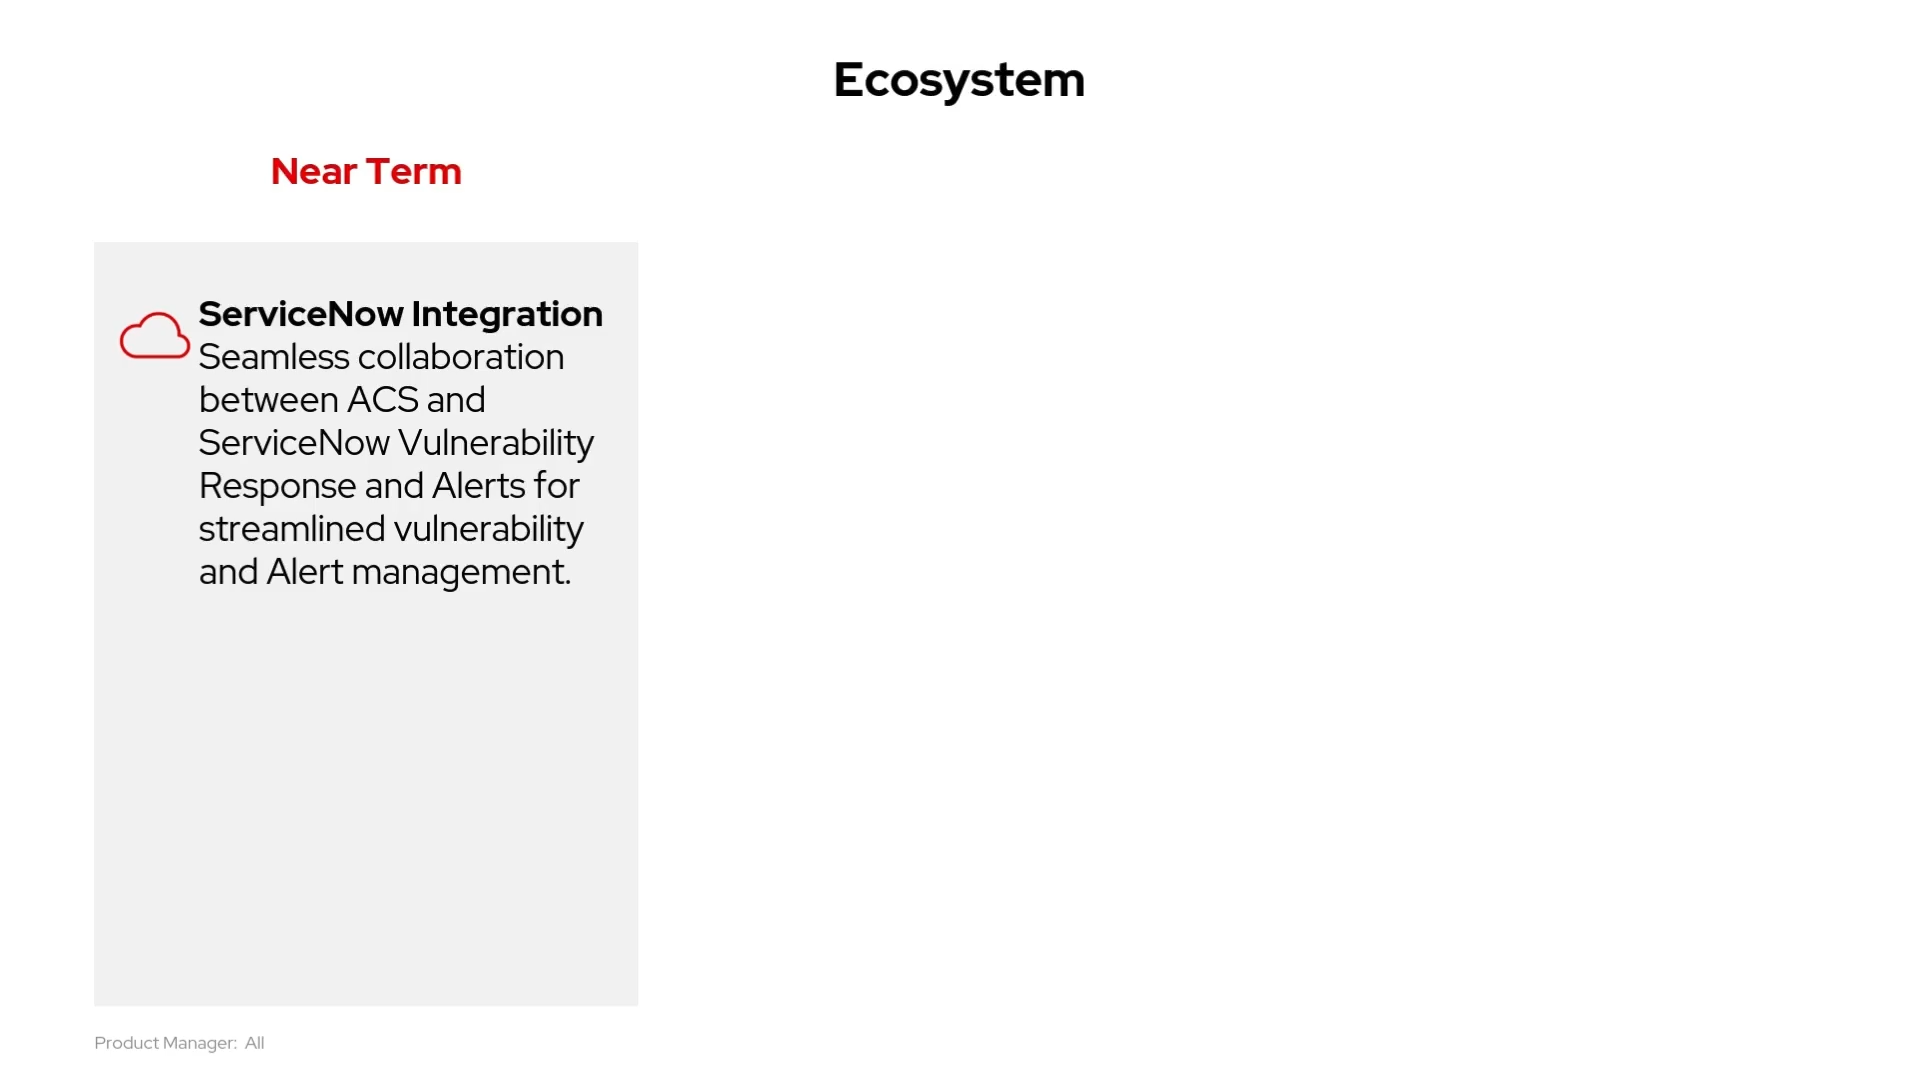 Ecosystem
Near Term
ServiceNow Integration
Seamless collaboration
between ACS and
ServiceNow Vulnerability
Response and Alerts for
streamlined vulnerability
and Alert management.
Product Manager: All